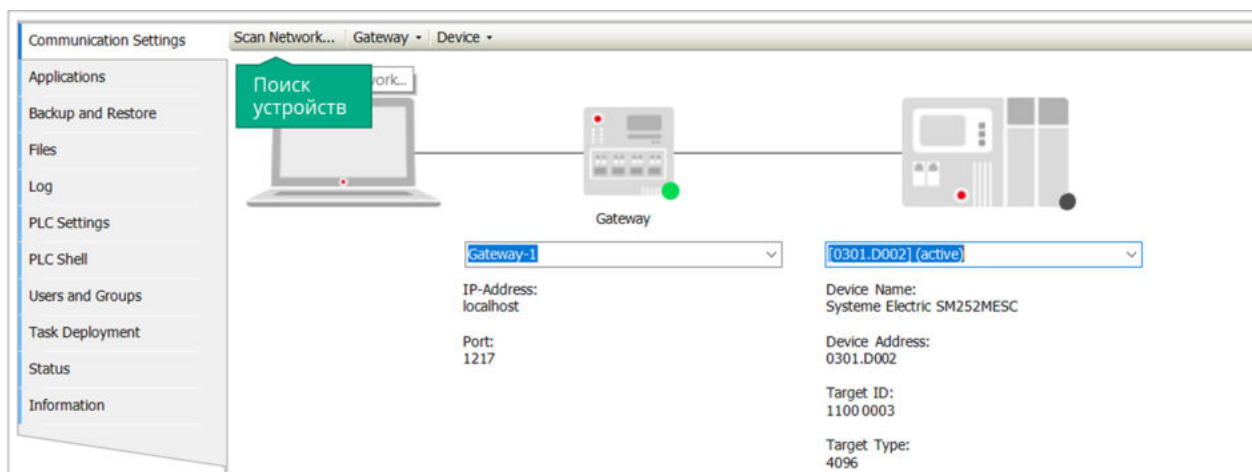 Communication Settings
Scan Network... Gateway Device
Applications
Backup and Restore
Files
Log
PLC Settings
PLC Shell
Users and Groups
Task Deployment
Status
Information
Поиск
устройств
Gateway
Gateway-1
IP-Address:
localhost
Port:
1217
[0301.D002] (active)
Device Name:
Systeme Electric SM252MESC
Device Address:
0301.D002
Target ID:
1100 0003
Target Type:
4096